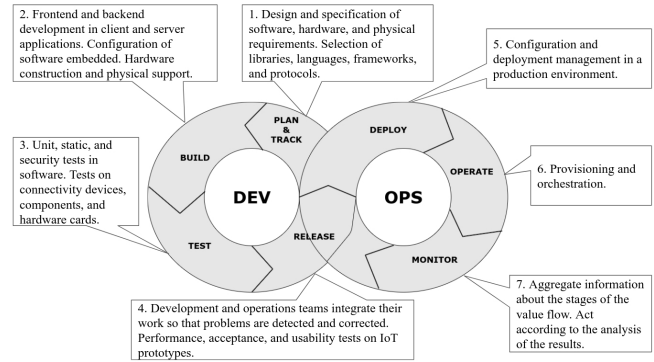 2. Frontend and backend
development in client and server
applications. Configuration of
software embedded. Hardware
construction and physical support.
1. Design and specification of
software, hardware, and physical
requirements. Selection of
libraries, languages, frameworks,
and protocols.
5. Configuration and
deployment management in a
production environment.
3. Unit, static, and
security tests in
software. Tests on
connectivity devices,
components, and
hardware cards.
PLAN
&
TRACK
BUILD
DEV
TEST
RELEASE
DEPLOY
OPS
OPERATE
MONITOR
6. Provisioning and
orchestration.
4. Development and operations teams integrate their
work so that problems are detected and corrected.
Performance, acceptance, and usability tests on IoT
prototypes.
7. Aggregate information
about the stages of the
value flow. Act
according to the analysis
of the results.